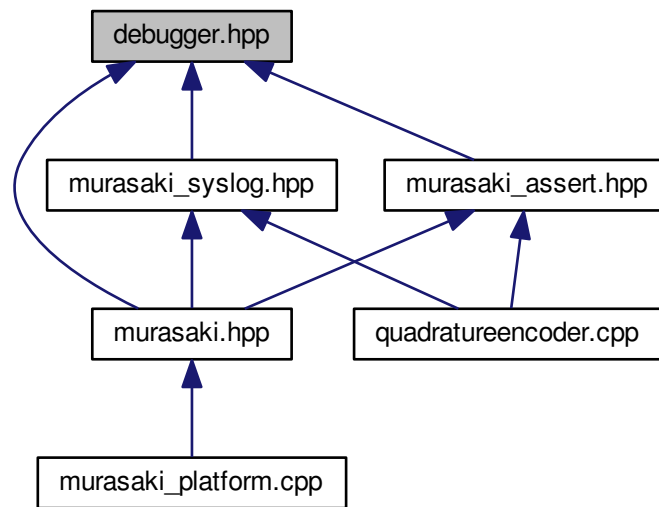 debugger.hpp
murasaki_syslog.hpp
murasaki_assert.hpp
murasaki.hpp
quadratureencoder.cpp
murasaki_platform.cpp